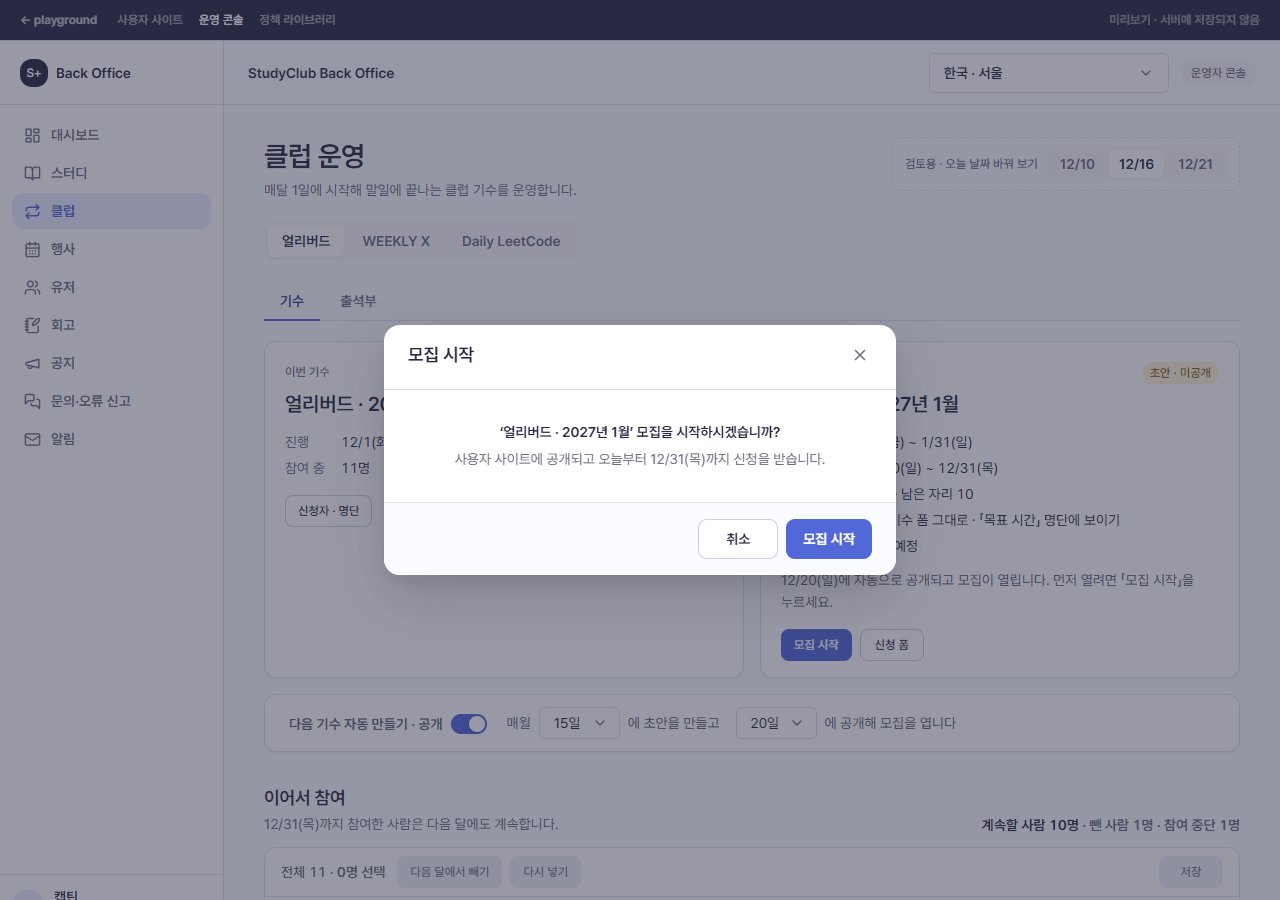 ← playground 사용자 사이트 운영 콘솔 정책 라이브러리 미리보기 · 서버에 저장되지 않음
S+ Back Office
StudyClub Back Office
한국 · 서울
운영자 콘솔
대시보드
스터디
클럽
행사
유저
회고
공지
문의·오류 신고
알림
캡틴
클럽 운영
매달 1일에 시작해 말일에 끝나는 클럽 기수를 운영합니다.
검토용 · 오늘 날짜 바꿔 보기 12/10 12/16 12/21
얼리버드 WEEKLY X Daily LeetCode
기수 출석부
이번 기수
얼리버드 · 20
진행 12/1(화
참여 중 11명
신청자 · 명단
초안 · 미공개
27년 1월
) ~ 1/31(일)
(일) ~ 12/31(목)
남은 자리 10
기수 폼 그대로 · 「목표 시간」 명단에 보이기
예정
12/20(일)에 자동으로 공개되고 모집이 열립니다. 먼저 열려면 「모집 시작」을
누르세요.
모집 시작 신청 폼
모집 시작
‘얼리버드 · 2027년 1월’ 모집을 시작하시겠습니까?
사용자 사이트에 공개되고 오늘부터 12/31(목)까지 신청을 받습니다.
취소 모집 시작
다음 기수 자동 만들기 · 공개 매월 15일 에 초안을 만들고 20일 에 공개해 모집을 엽니다
이어서 참여
12/31(목)까지 참여한 사람은 다음 달에도 계속합니다.
계속할 사람 10명 · 뺀 사람 1명 · 참여 중단 1명
전체 11 · 0명 선택 다음 달에서 빼기 다시 넣기 저장